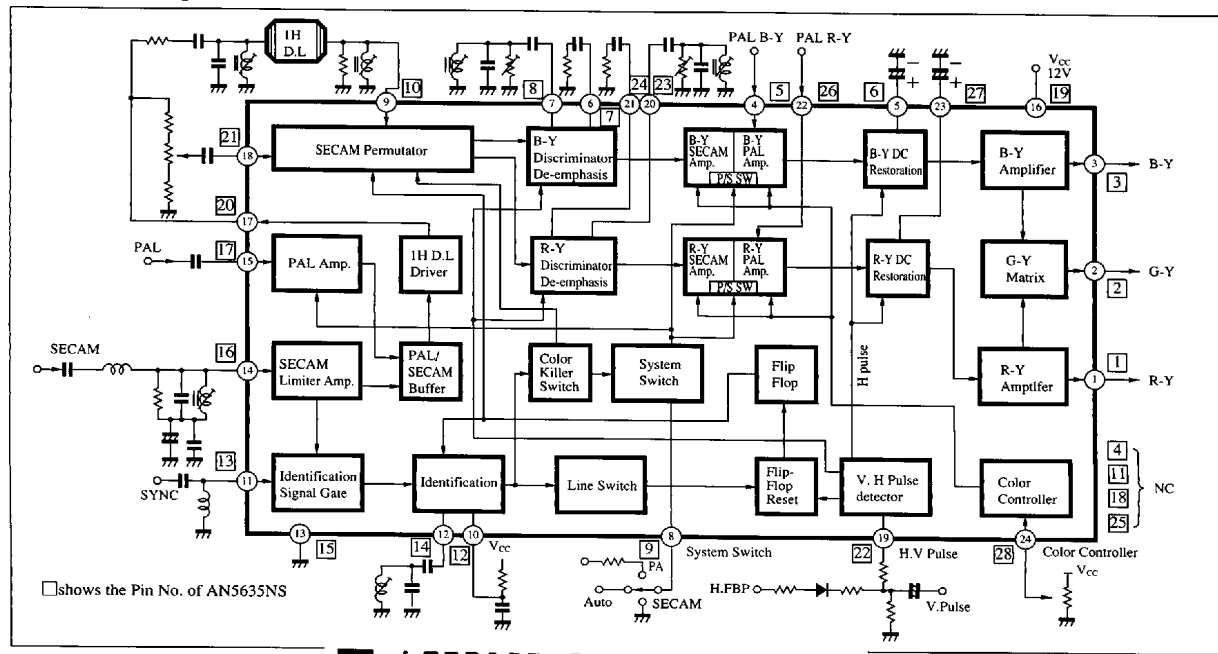 1H
D.L
PAL B-Y
PAL R-Y
VCC
12V
10
8
24
23
5
26
6
27
19
9
7
6
21
20
4
22
5
23
16
7
21
18
SECAM Permutator
B-Y
Discriminator
De-emphasis
B-Y
SECAM
Amp.
B-Y
PAL
Amp.
P/S SW
B-Y DC
Restoration
B-Y
Amplifier
3
B-Y
3
20
17
PAL
17
15
PAL Amp.
1H D.L
Driver
R-Y
Discriminator
De-emphasis
R-Y
SECAM
Amp.
R-Y
PAL
Amp.
P/S SW
R-Y DC
Restoration
G-Y
Matrix
2
G-Y
2
SECAM
16
14
SECAM
Limiter Amp.
PAL/
SECAM
Buffer
Color
Killer
Switch
System
Switch
Flip
Flop
H pulse
R-Y
Amptlfer
1
1
R-Y
13
SYNC
11
Identification
Signal Gate
Identification
Line Switch
Flip-
Flop
Reset
V. H Pulse
detector
Color
Controller
4
11
18
25
NC
13
15
12
14
10
12
VCC
8
9
System Switch
19
22
H.V Pulse
24
28
Color Controller
VCC
PA
Auto
SECAM
H.FBP
V.Pulse
□shows the Pin No. of AN5635NS